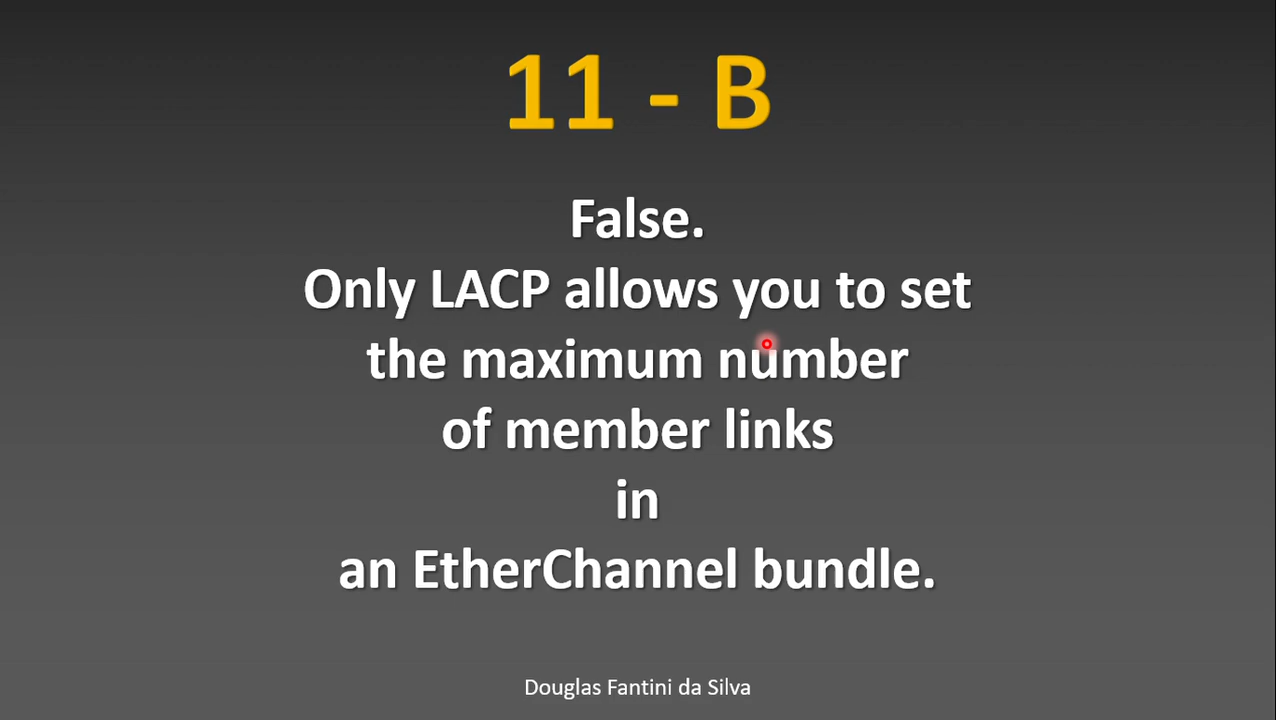 11 - B
False.
Only LACP allows you to set
the maximum number
of member links
in
an EtherChannel bundle.
Douglas Fantini da Silva